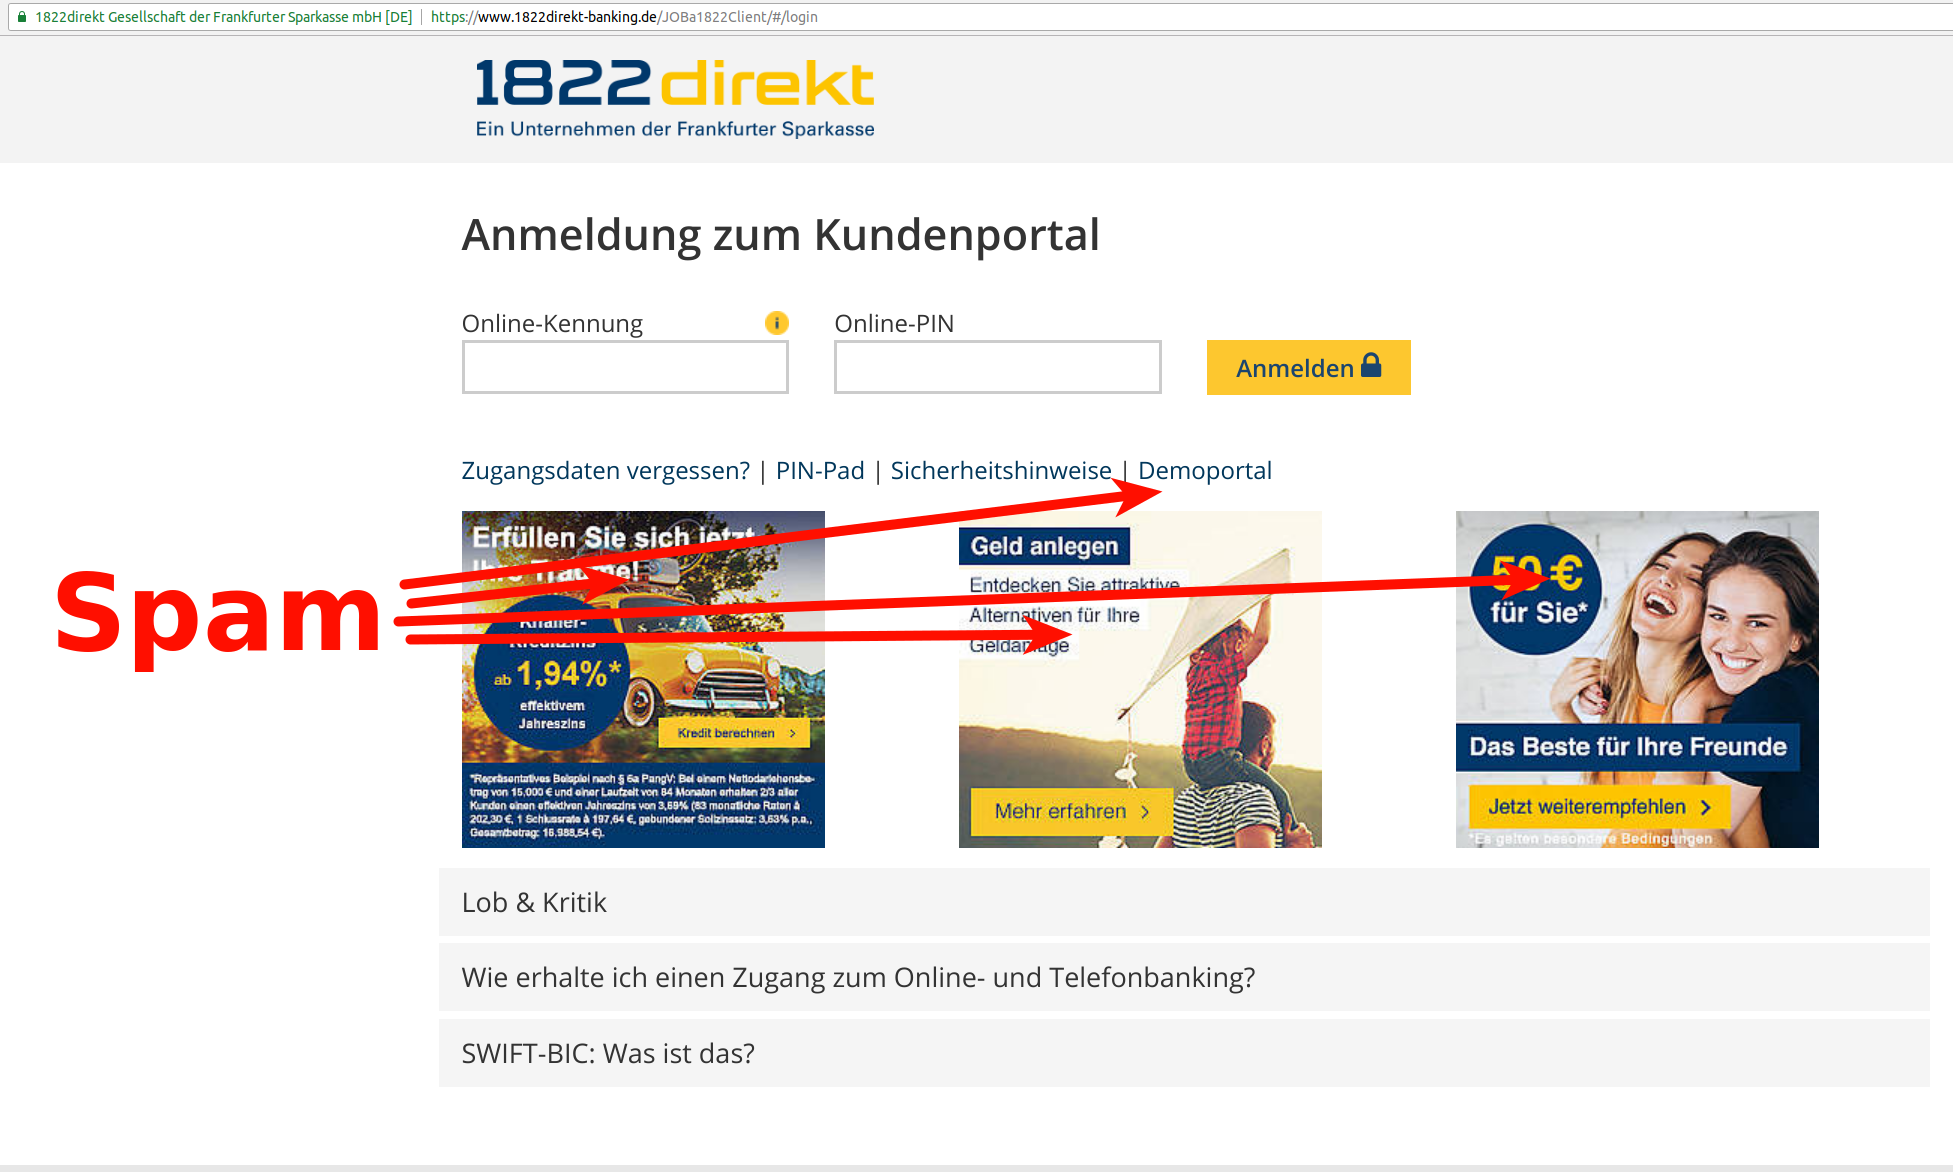 1822direkt Gesellschaft der Frankfurter Sparkasse mbH [DE] | https://www.1822direkt-banking.de/JOBa1822Client/#/login
1822direkt
Ein Unternehmen der Frankfurter Sparkasse
Anmeldung zum Kundenportal
Online-Kennung
i
Online-PIN
Anmelden
Zugangsdaten vergessen? | PIN-Pad | Sicherheitshinweise | Demoportal
Spam
Erfüllen Sie sich jetzt
Ihre Träume!
Knaller-
Kreditzins
ab 1,94%*
effektivem
Jahreszins
Kredit berechnen >
*Repräsentatives Beispiel nach § 6a PangV: Bei einem Nettodarlehensbe-
trag von 15.000 € und einer Laufzeit von 84 Monaten erhalten 2/3 aller
Kunden einen effektiven Jahreszins von 3,69% (83 monatliche Raten à
202,30 €, 1 Schlussrate à 197,64 €, gebundener Sollzinssatz: 3,63% p.a.,
Gesamtbetrag: 16.988,54 €).
Geld anlegen
Entdecken Sie attraktive
Alternativen für Ihre
Geldanlage
Mehr erfahren >
50 €
für Sie*
Das Beste für Ihre Freunde
Jetzt weiterempfehlen >
*Es gelten besondere Bedingungen
Lob & Kritik
Wie erhalte ich einen Zugang zum Online- und Telefonbanking?
SWIFT-BIC: Was ist das?